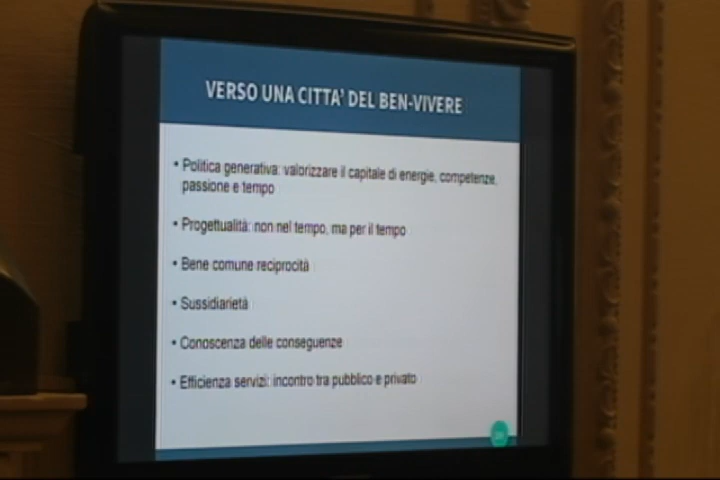 VERSO UNA CITTA' DEL BEN-VIVERE
• Politica generativa: valorizzare il capitale di energie, competenze,
passione e tempo
• Progettualità: non nel tempo, ma per il tempo
• Bene comune reciprocità
• Sussidiarietà
• Conoscenza delle conseguenze
• Efficienza servizi: incontro tra pubblico e privato